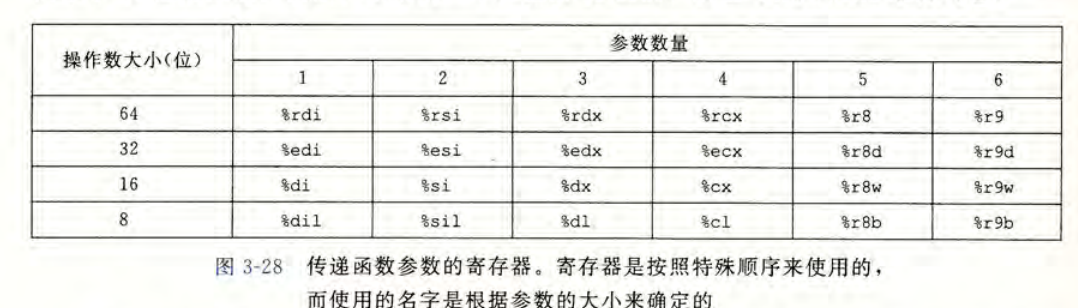 操作数大小(位) 参数数量
1 2 3 4 5 6
64 %rdi %rsi %rdx %rcx %r8 %r9
32 %edi %esi %edx %ecx %r8d %r9d
16 %di %si %dx %cx %r8w %r9w
8 %dil %sil %dl %cl %r8b %r9b
图 3-28 传递函数参数的寄存器。寄存器是按照特殊顺序来使用的，
而使用的名字是根据参数的大小来确定的